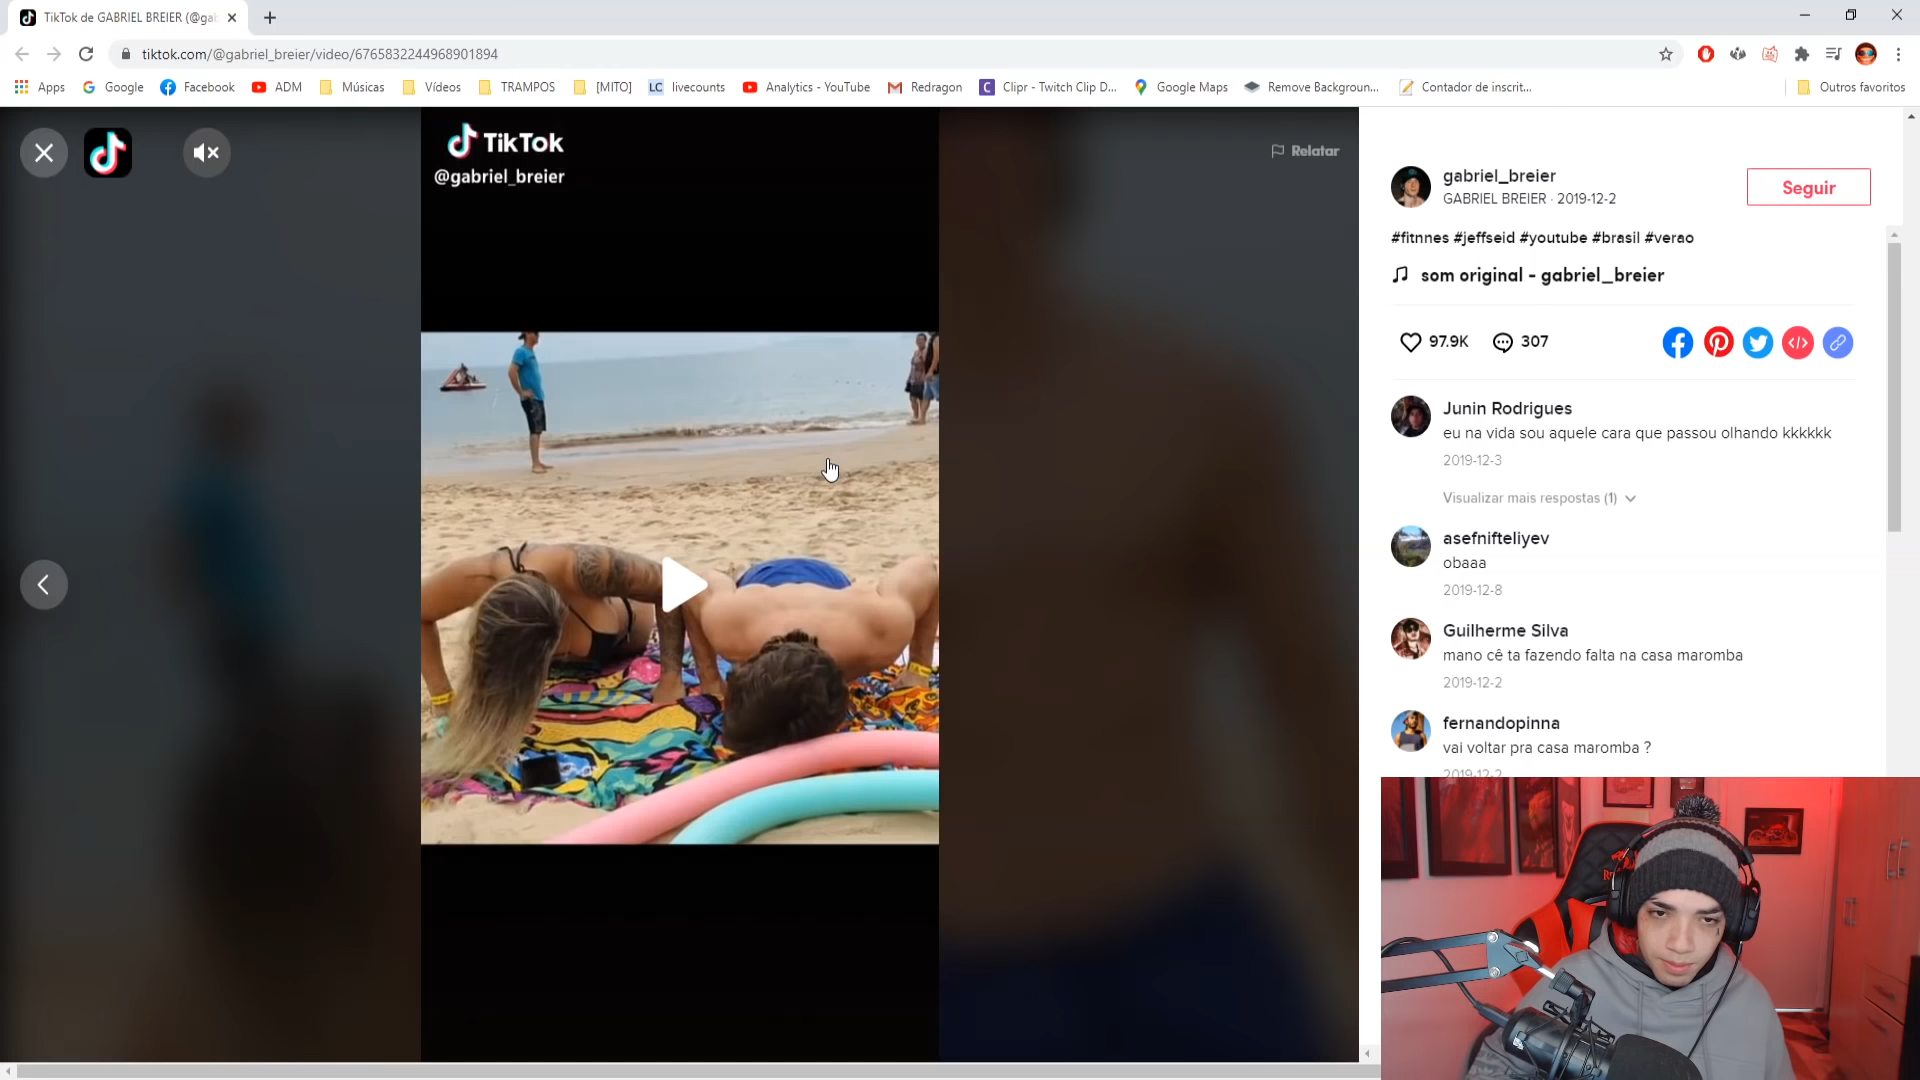 TikTok de GABRIEL BREIER (@gab
tiktok.com/@gabriel_breier/video/6765832244968901894
Apps
Google
Facebook
ADM
Músicas
Vídeos
TRAMPOS
[MITO]
LC livecounts
Analytics - YouTube
Redragon
C Clipr - Twitch Clip D...
Google Maps
Remove Backgroun...
Contador de inscrit...
Outros favoritos
TikTok
@gabriel_breier
Relatar
gabriel_breier
GABRIEL BREIER · 2019-12-2
Seguir
#fitnnes #jeffseid #youtube #brasil #verao
som original - gabriel_breier
97.9K
307
Junin Rodrigues
eu na vida sou aquele cara que passou olhando kkkkkk
2019-12-3
Visualizar mais respostas (1)
asefnifteliyev
obaaa
2019-12-8
Guilherme Silva
mano cê ta fazendo falta na casa maromba
2019-12-2
fernandopinna
vai voltar pra casa maromba ?
2019-12-2